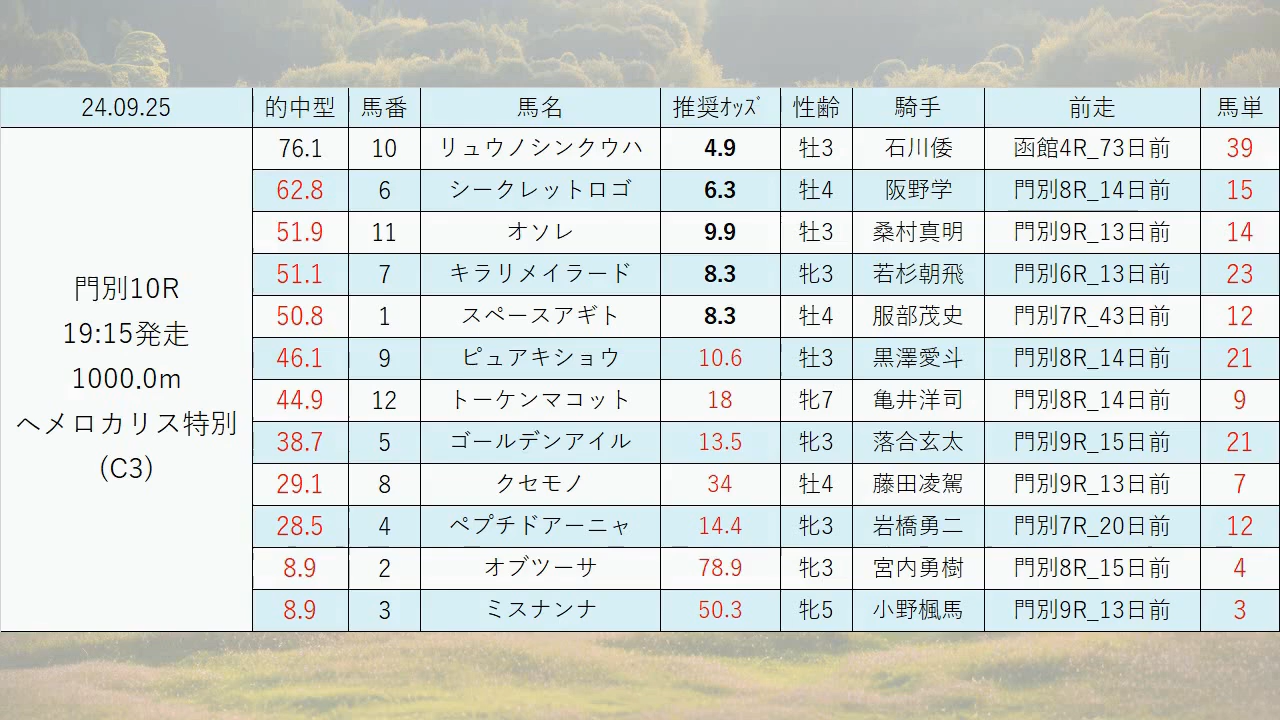 24.09.25 的中型 馬番 馬名 推奨ｵｯｽﾞ 性齢 騎手 前走 馬単
門別10R
19:15発走
1000.0m
ヘメロカリス特別
(C3)
76.1 10 リュウノシンクウハ 4.9 牡3 石川倭 函館4R_73日前 39
62.8 6 シークレットロゴ 6.3 牡4 阪野学 門別8R_14日前 15
51.9 11 オソレ 9.9 牡3 桑村真明 門別9R_13日前 14
51.1 7 キラリメイラード 8.3 牝3 若杉朝飛 門別6R_13日前 23
50.8 1 スペースアギト 8.3 牡4 服部茂史 門別7R_43日前 12
46.1 9 ピュアキショウ 10.6 牡3 黒澤愛斗 門別8R_14日前 21
44.9 12 トーケンマコット 18 牝7 亀井洋司 門別8R_14日前 9
38.7 5 ゴールデンアイル 13.5 牝3 落合玄太 門別9R_15日前 21
29.1 8 クセモノ 34 牡4 藤田凌駕 門別9R_13日前 7
28.5 4 ペプチドアーニャ 14.4 牝3 岩橋勇二 門別7R_20日前 12
8.9 2 オブツーサ 78.9 牝3 宮内勇樹 門別8R_15日前 4
8.9 3 ミスナンナ 50.3 牝5 小野楓馬 門別9R_13日前 3